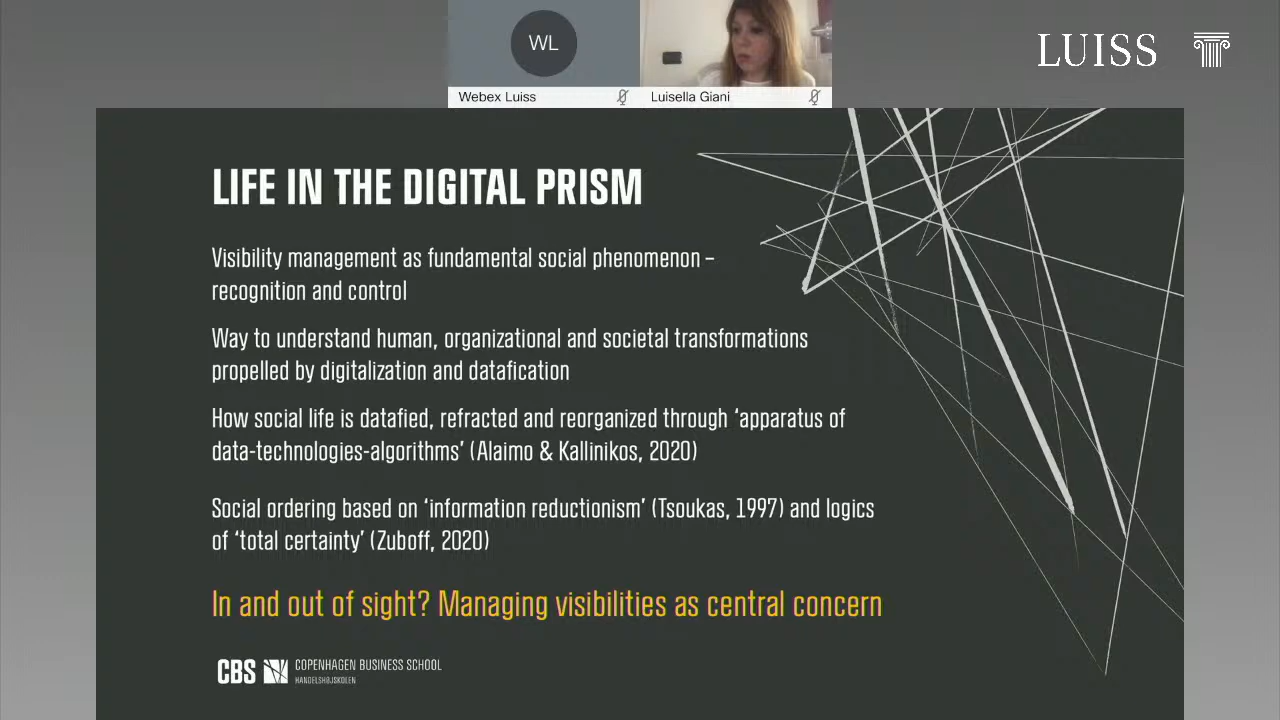 WL
Webex Luiss
Luisella Giani
LUISS
LIFE IN THE DIGITAL PRISM
Visibility management as fundamental social phenomenon –
recognition and control
Way to understand human, organizational and societal transformations
propelled by digitalization and datafication
How social life is datafied, refracted and reorganized through ‘apparatus of
data-technologies-algorithms’ (Alaimo & Kallinikos, 2020)
Social ordering based on ‘information reductionism’ (Tsoukas, 1997) and logics
of ‘total certainty’ (Zuboff, 2020)
In and out of sight? Managing visibilities as central concern
CBS COPENHAGEN BUSINESS SCHOOL
HANDELSHØJSKOLEN